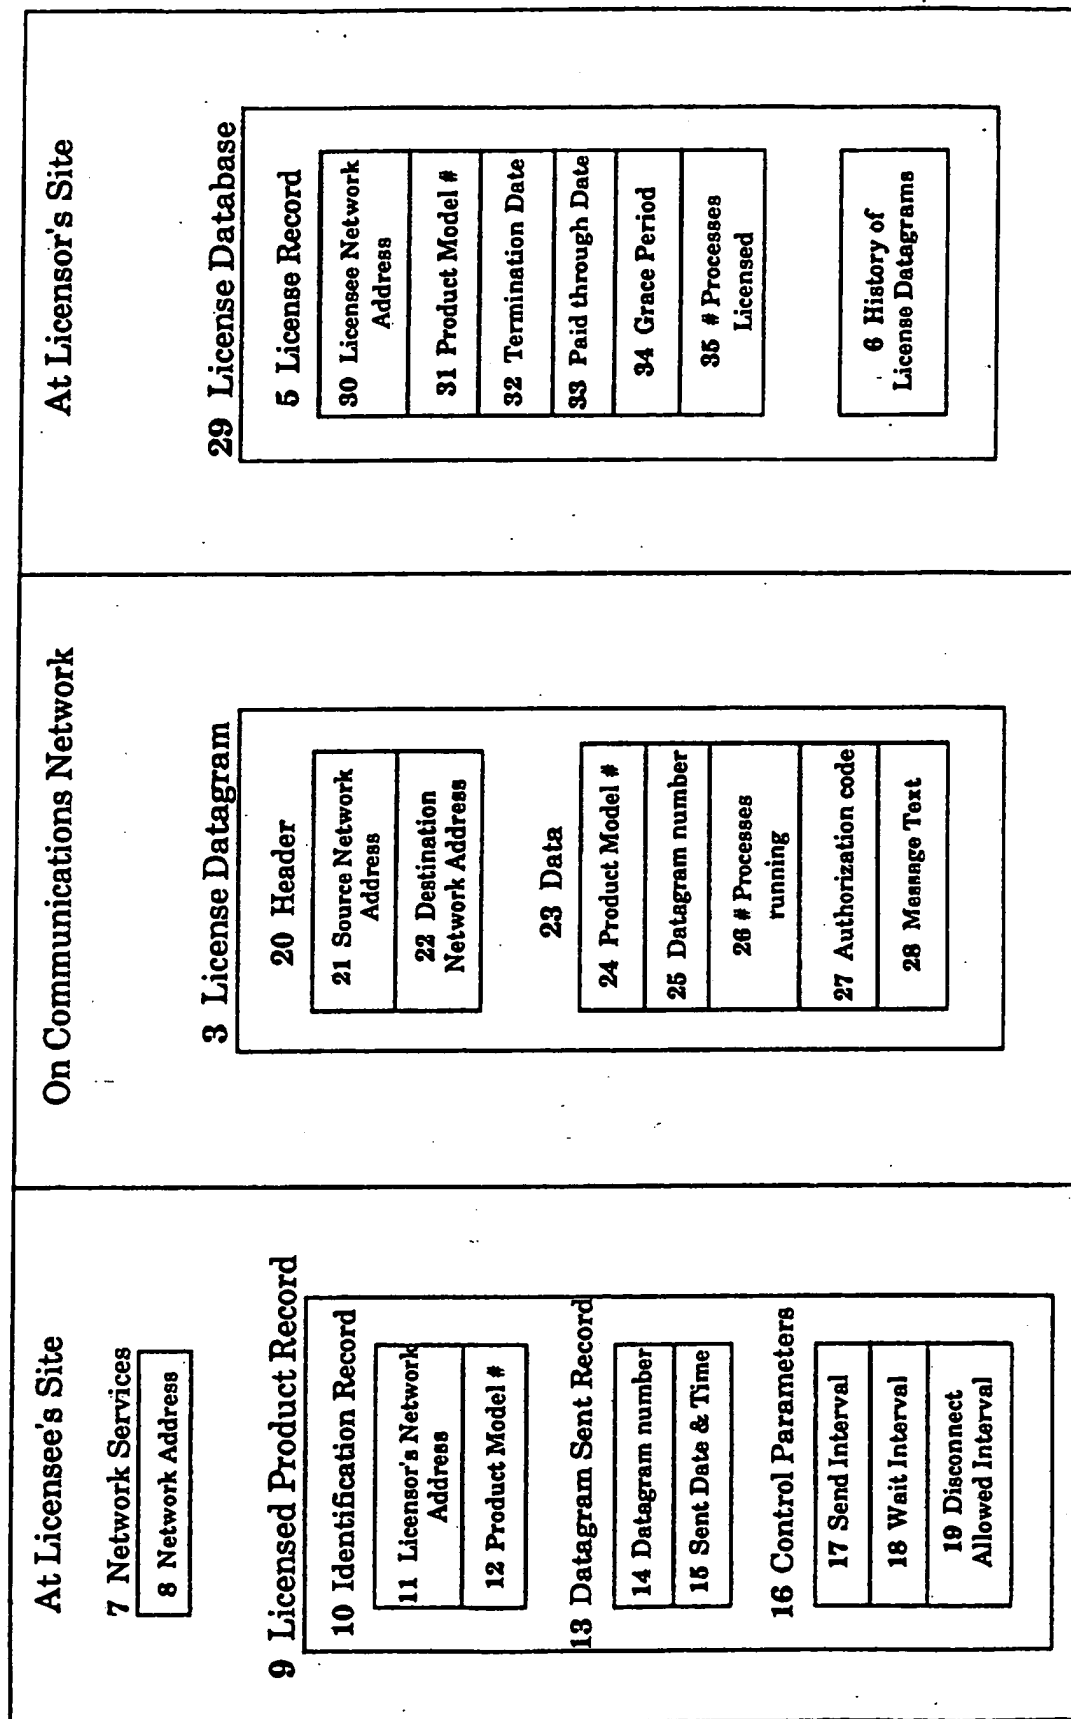 At Licensee's Site
7 Network Services
8 Network Address
9 Licensed Product Record
10 Identification Record
11 Licensor's Network
Address
12 Product Model #
13 Datagram Sent Record
14 Datagram number
15 Sent Date & Time
16 Control Parameters
17 Send Interval
18 Wait Interval
19 Disconnect
Allowed Interval
On Communications Network
3 License Datagram
20 Header
21 Source Network
Address
22 Destination
Network Address
23 Data
24 Product Model #
25 Datagram number
26 # Processes
running
27 Authorization code
28 Message Text
At Licensor's Site
29 License Database
5 License Record
30 Licensee Network
Address
31 Product Model #
32 Termination Date
33 Paid through Date
34 Grace Period
35 # Processes
Licensed
6 History of
License Datagrams